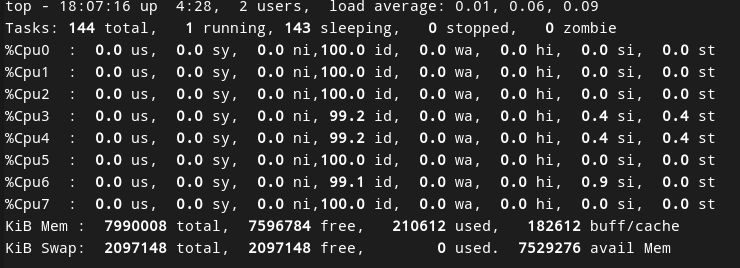 top - 18:07:16 up  4:28,  2 users,  load average: 0.01, 0.06, 0.09
Tasks: 144 total,   1 running, 143 sleeping,   0 stopped,   0 zombie
%Cpu0  :  0.0 us,  0.0 sy,  0.0 ni,100.0 id,  0.0 wa,  0.0 hi,  0.0 si,  0.0 st
%Cpu1  :  0.0 us,  0.0 sy,  0.0 ni,100.0 id,  0.0 wa,  0.0 hi,  0.0 si,  0.0 st
%Cpu2  :  0.0 us,  0.0 sy,  0.0 ni,100.0 id,  0.0 wa,  0.0 hi,  0.0 si,  0.0 st
%Cpu3  :  0.0 us,  0.0 sy,  0.0 ni, 99.2 id,  0.0 wa,  0.0 hi,  0.4 si,  0.4 st
%Cpu4  :  0.0 us,  0.0 sy,  0.0 ni, 99.2 id,  0.0 wa,  0.0 hi,  0.4 si,  0.4 st
%Cpu5  :  0.0 us,  0.0 sy,  0.0 ni,100.0 id,  0.0 wa,  0.0 hi,  0.0 si,  0.0 st
%Cpu6  :  0.0 us,  0.0 sy,  0.0 ni, 99.1 id,  0.0 wa,  0.0 hi,  0.9 si,  0.0 st
%Cpu7  :  0.0 us,  0.0 sy,  0.0 ni,100.0 id,  0.0 wa,  0.0 hi,  0.0 si,  0.0 st
KiB Mem :  7990008 total,  7596784 free,   210612 used,   182612 buff/cache
KiB Swap:  2097148 total,  2097148 free,        0 used.  7529276 avail Mem